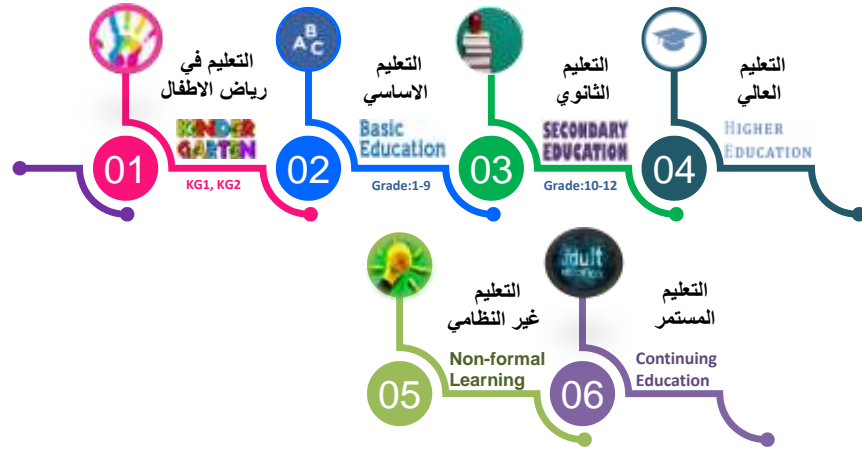 A B C
التعليم في
رياض الاطفال
KINDER
GARTEN
01
KG1, KG2
التعليم
الاساسي
Basic
Education
02
Grade:1-9
التعليم
الثانوي
SECONDARY
EDUCATION
03
Grade:10-12
التعليم
العالي
HIGHER
EDUCATION
04
التعليم
غير النظامي
Non-formal
Learning
05
adult
education
التعليم
المستمر
Continuing
Education
06